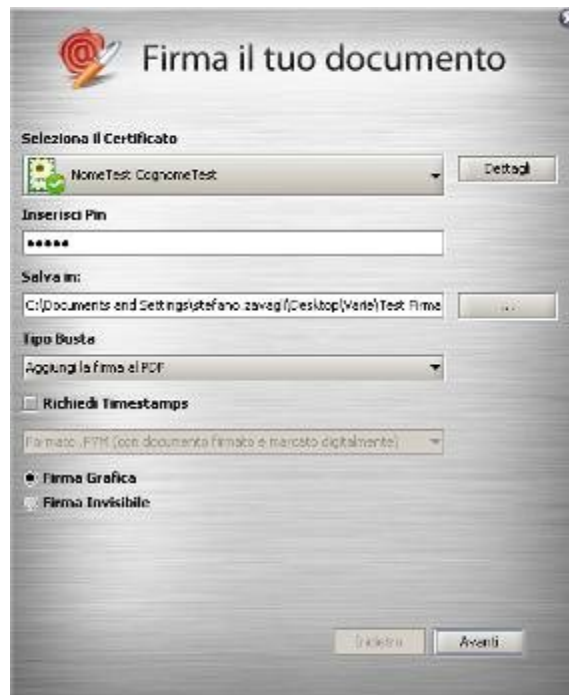 Firma il tuo documento
Seleziona Il Certificato
NomeTest CognomeTest
Dettagli
Inserisci Pin
•••••
Salva in:
C:\Documents and Settings\stefano.zavagli\Desktop\Varie\Test Firma
...
Tipo Busta
Aggiungi la firma al PDF
Richiedi Timestamps
Formato .P7M (con documento firmato e marcato digitalmente)
Firma Grafica
Firma Invisibile
Indietro
Avanti